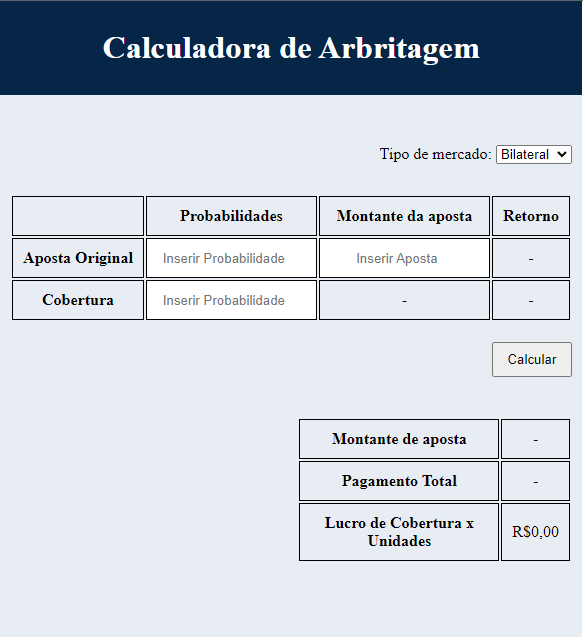 Calculadora de Arbritagem
Tipo de mercado: Bilateral
Probabilidades Montante da aposta Retorno
Aposta Original Inserir Probabilidade Inserir Aposta -
Cobertura Inserir Probabilidade - -
Calcular
Montante de aposta -
Pagamento Total -
Lucro de Cobertura x
Unidades R$0,00